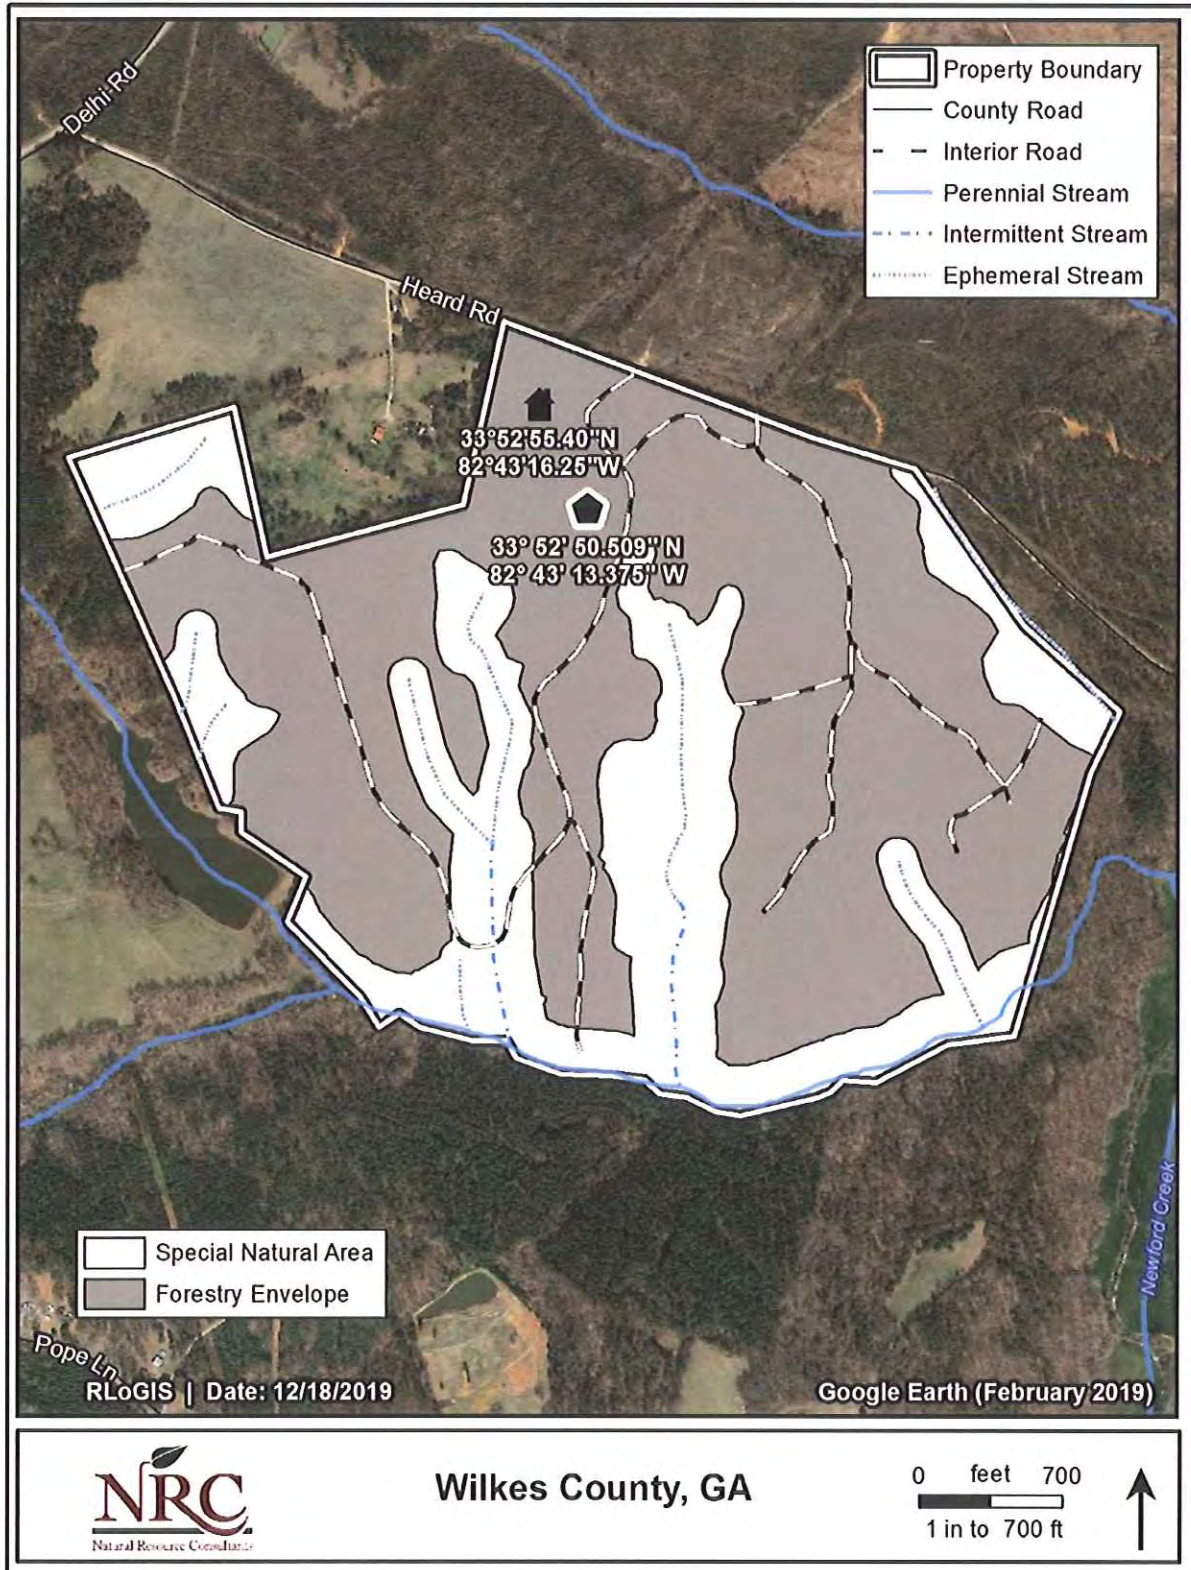 Delhi Rd
Property Boundary
County Road
Interior Road
Perennial Stream
Intermittent Stream
Ephemeral Stream
Heard Rd
33°52'55.40"N
82°43'16.25"W
33° 52' 50.509" N
82° 43' 13.375" W
Newford Creek
Special Natural Area
Forestry Envelope
Pope Ln
RLoGIS | Date: 12/18/2019
Google Earth (February 2019)
NRC
Natural Resource Consultants
Wilkes County, GA
0 feet 700
1 in to 700 ft